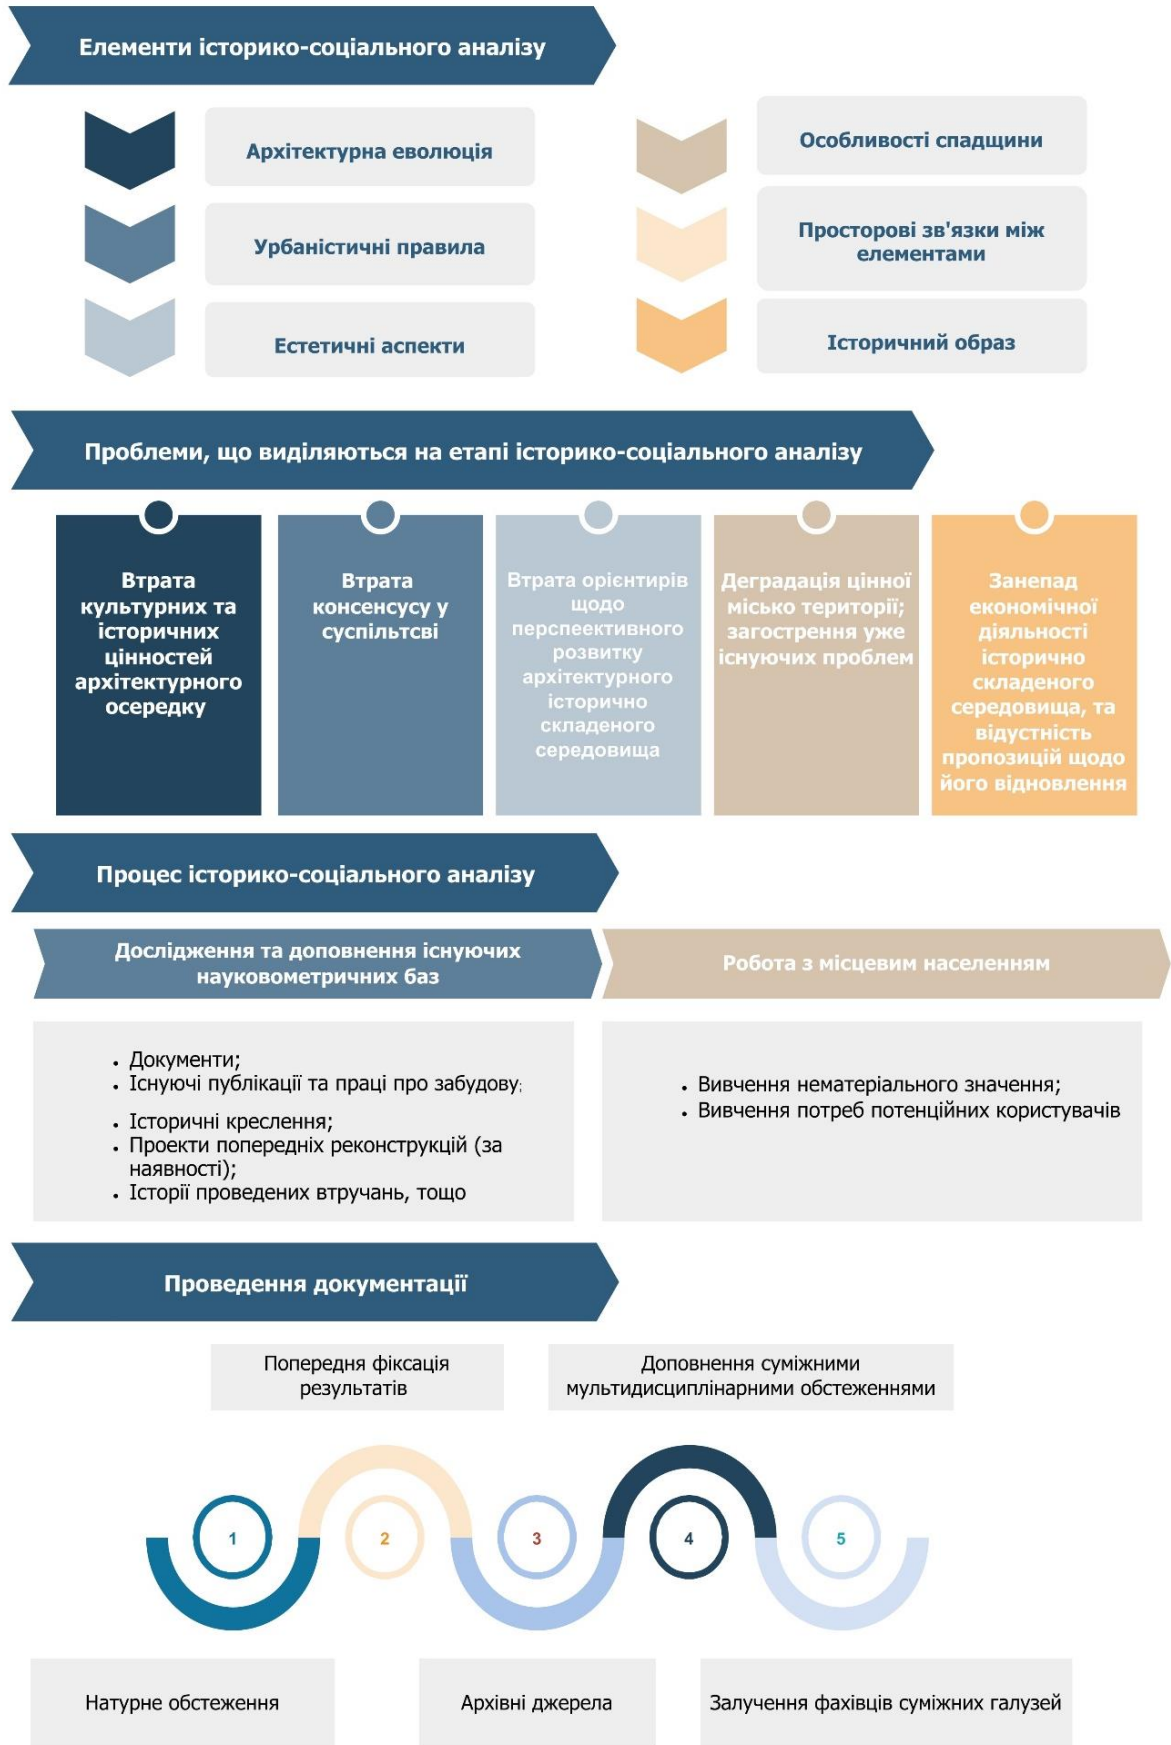 Елементи історико-соціального аналізу
Архітектурна еволюція
Урбаністичні правила
Естетичні аспекти
Особливості спадщини
Просторові зв'язки між
елементами
Історичний образ
Проблеми, що виділяються на етапі історико-соціального аналізу
Втрата
культурних та
історичних
цінностей
архітектурного
осередку
Втрата
консенсусу у
суспільтсві
Втрата орієнтирів
щодо
перспеективного
розвитку
архітектурного
історично
складеного
середовища
Деградація цінної
місько території;
загострення уже
існуючих проблем
Занепад
економічної
діяльності
історично
складеного
середовища, та
відустність
пропозицій щодо
його відновлення
Процес історико-соціального аналізу
Дослідження та доповнення існуючих
науковометричних баз
Робота з місцевим населенням
• Документи;
• Існуючі публікації та праці про забудову;
• Історичні креслення;
• Проекти попередніх реконструкцій (за
наявності);
• Історії проведених втручань, тощо
• Вивчення нематеріального значення;
• Вивчення потреб потенційних користувачів
Проведення документації
Попередня фіксація
результатів
Доповнення суміжними
мультидисциплінарними обстеженнями
1
2
3
4
5
Натурне обстеження
Архівні джерела
Залучення фахівців суміжних галузей